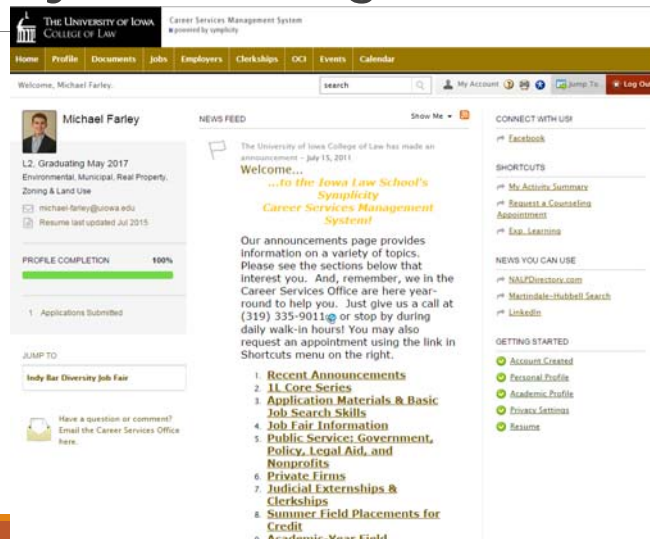 THE UNIVERSITY OF IOWA
COLLEGE OF LAW
Career Services Management System
powered by symplicity
Home Profile Documents Jobs Employers Clerkships OCI Events Calendar
Welcome, Michael Farley.
search
My Account
Jump To
Log Out
Michael Farley
L2, Graduating May 2017
Environmental, Municipal, Real Property,
Zoning & Land Use
michael-farley@uiowa.edu
Resume last updated Jul 2015
PROFILE COMPLETION 100%
1 Applications Submitted
JUMP TO
Indy Bar Diversity Job Fair
Have a question or comment?
Email the Career Services Office
here.
NEWS FEED
Show Me
The University of Iowa College of Law has made an
announcement - July 15, 2011
Welcome...
...to the Iowa Law School's
Symplicity
Career Services Management
System!
Our announcements page provides
information on a variety of topics.
Please see the sections below that
interest you. And, remember, we in the
Career Services Office are here year-
round to help you. Just give us a call at
(319) 335-9011 or stop by during
daily walk-in hours! You may also
request an appointment using the link in
Shortcuts menu on the right.
1. Recent Announcements
2. 1L Core Series
3. Application Materials & Basic
Job Search Skills
4. Job Fair Information
5. Public Service: Government,
Policy, Legal Aid, and
Nonprofits
6. Private Firms
7. Judicial Externships &
Clerkships
8. Summer Field Placements for
Credit
9. Academic-Year Field
CONNECT WITH US!
Facebook
SHORTCUTS
My Activity Summary
Request a Counseling
Appointment
Exp. Learning
NEWS YOU CAN USE
NALPDirectory.com
Martindale-Hubbell Search
LinkedIn
GETTING STARTED
Account Created
Personal Profile
Academic Profile
Privacy Settings
Resume